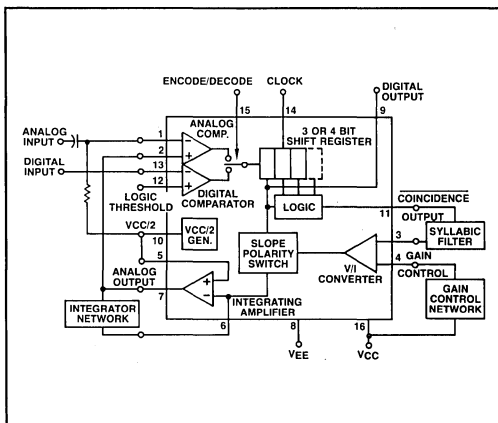 ENCODE/DECODE
CLOCK
DIGITAL
OUTPUT
15
14
9
ANALOG
COMP.
3 OR 4 BIT
SHIFT REGISTER
ANALOG
INPUT
1
2
DIGITAL
INPUT
13
12
LOGIC
THRESHOLD
DIGITAL
COMPARATOR
LOGIC
11
COINCIDENCE
OUTPUT
SYLLABIC
FILTER
VCC/2
10
VCC/2
GEN.
SLOPE
POLARITY
SWITCH
V/I
CONVERTER
3
4
GAIN
CONTROL
GAIN
CONTROL
NETWORK
5
ANALOG
OUTPUT
7
INTEGRATING
AMPLIFIER
INTEGRATOR
NETWORK
6
8
16
VEE
VCC